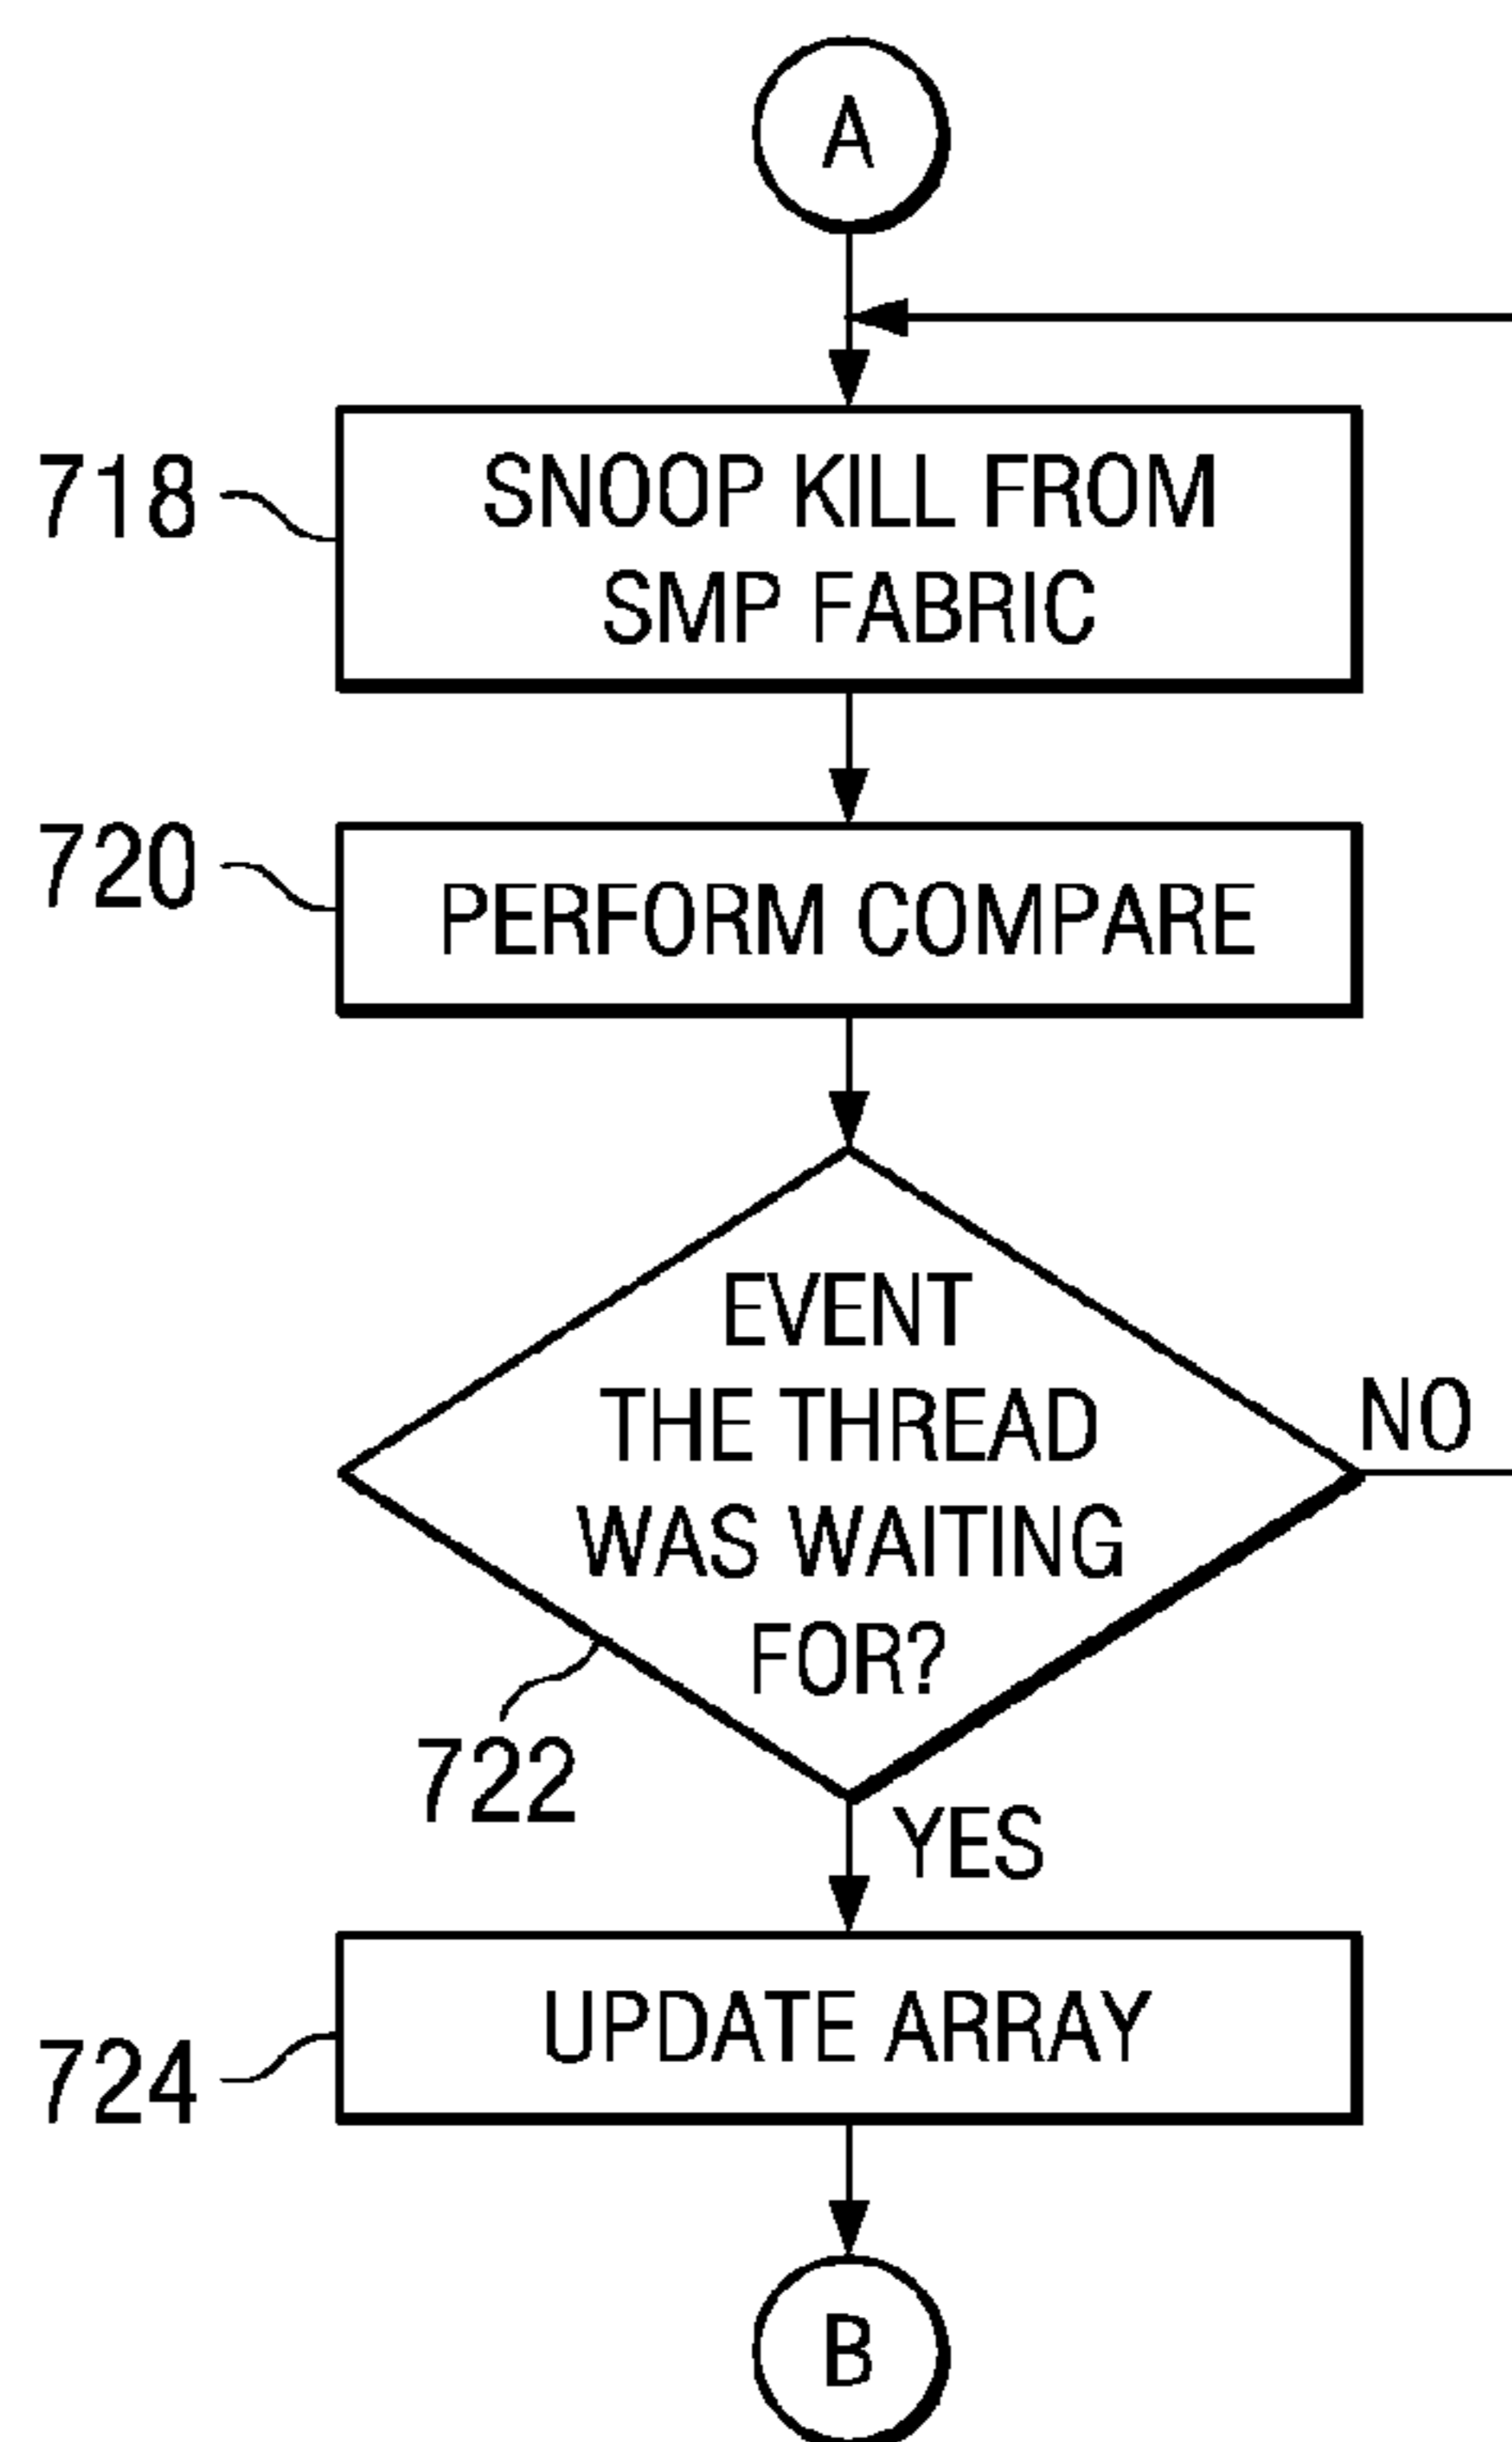 A
718
SNOOP KILL FROM
SMP FABRIC
720
PERFORM COMPARE
EVENT
THE THREAD
WAS WAITING
FOR?
NO
722
YES
UPDATE ARRAY
724
B